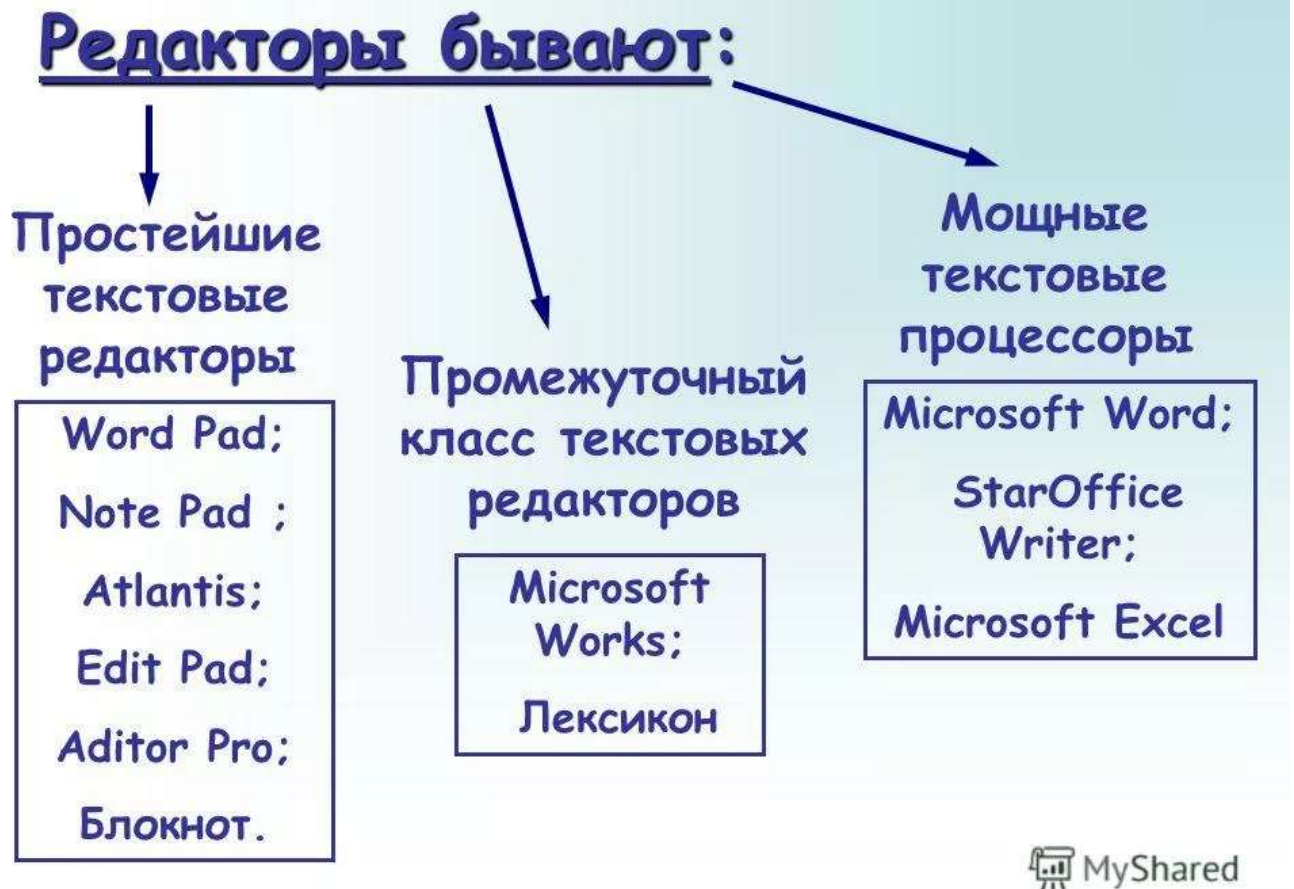 Редакторы бывают:
Простейшие
текстовые
редакторы
Word Pad;
Note Pad ;
Atlantis;
Edit Pad;
Aditor Pro;
Блокнот.
Промежуточный
класс текстовых
редакторов
Microsoft
Works;
Лексикон
Мощные
текстовые
процессоры
Microsoft Word;
StarOffice
Writer;
Microsoft Excel
MyShared